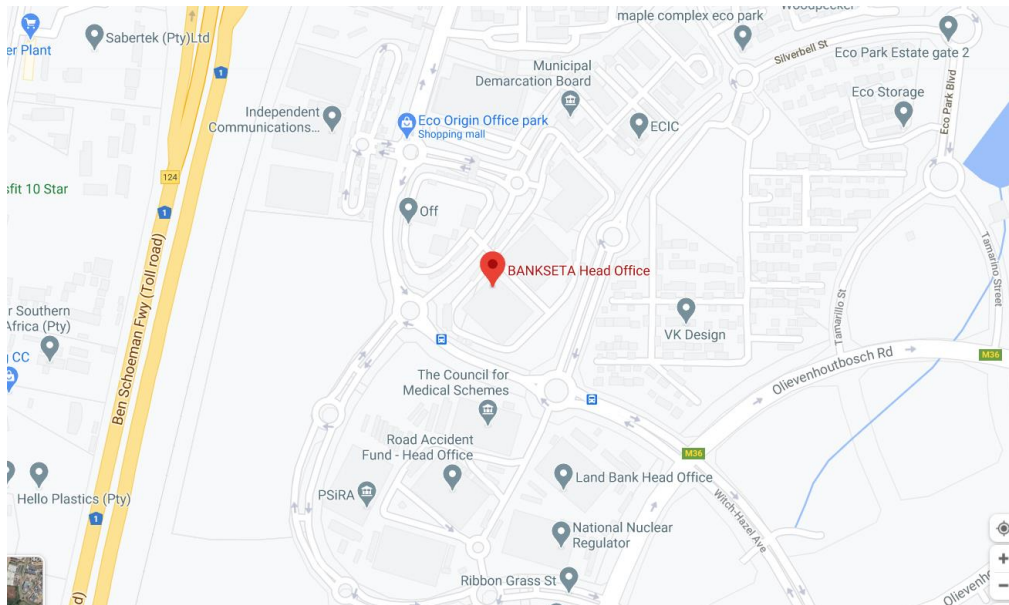 maple complex eco park
Woodpecker
Sabertek (Pty)Ltd
er Plant
Silverbell St
Eco Park Estate gate 2
1
Municipal
Demarcation Board
Eco Storage
Independent
Communications...
Eco Origin Office park
Shopping mall
ECIC
Eco Park Blvd
124
sfit 10 Star
1
Off
Tamarino Street
BANKSETA Head Office
Ben Schoeman Fwy (Toll road)
r Southern
Africa (Pty)
VK Design
Tamarillo St
CC
Olievenhoutbosch Rd
M36
The Council for
Medical Schemes
Road Accident
Fund - Head Office
M36
Land Bank Head Office
PSiRA
Hello Plastics (Pty)
1
Witch-Hazel Ave
National Nuclear
Regulator
Ribbon Grass St
Olievenho
d)